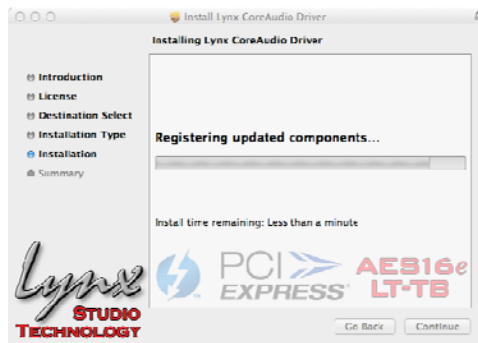 Install Lynx CoreAudio Driver
Installing Lynx CoreAudio Driver
Introduction
License
Destination Select
Installation Type
Installation
Summary
Registering updated components...
Install time remaining: Less than a minute
Lynx
STUDIO
TECHNOLOGY
PCI
EXPRESS
AES16e
LT-TB
Go Back
Continue